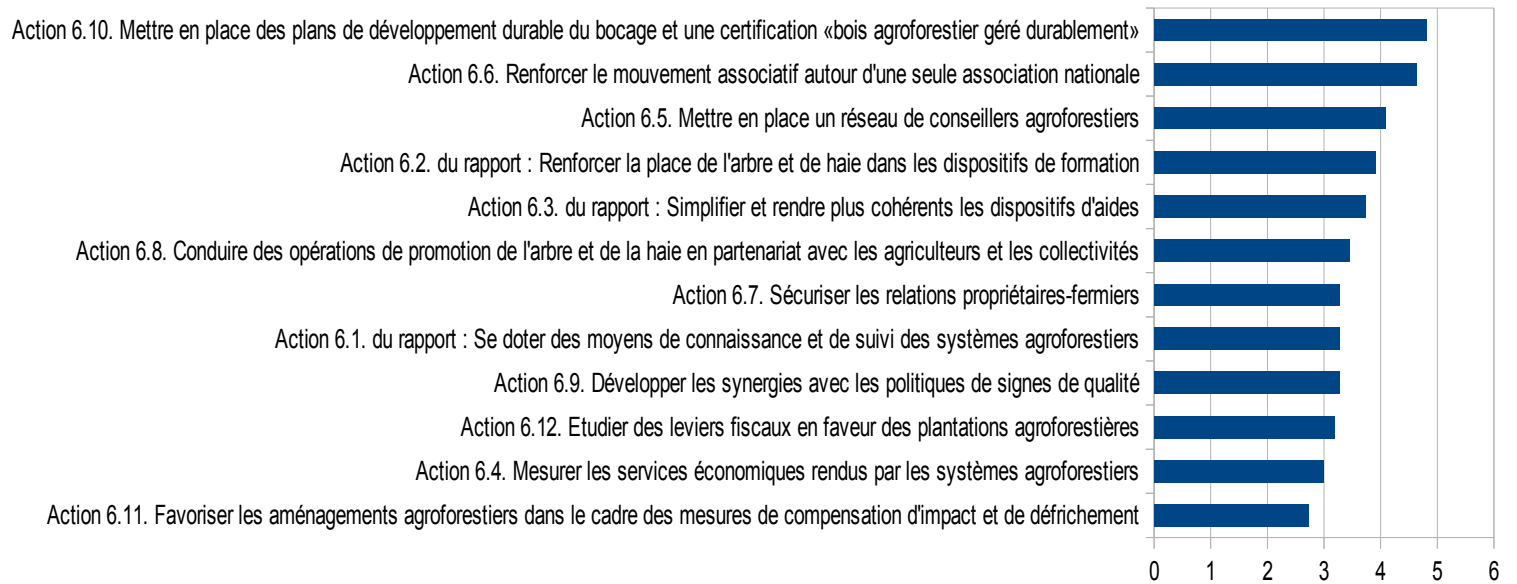 Action 6.10. Mettre en place des plans de développement durable du bocage et une certification «bois agroforestier géré durablement»
Action 6.6. Renforcer le mouvement associatif autour d'une seule association nationale
Action 6.5. Mettre en place un réseau de conseillers agroforestiers
Action 6.2. du rapport : Renforcer la place de l'arbre et de haie dans les dispositifs de formation
Action 6.3. du rapport : Simplifier et rendre plus cohérents les dispositifs d'aides
Action 6.8. Conduire des opérations de promotion de l'arbre et de la haie en partenariat avec les agriculteurs et les collectivités
Action 6.7. Sécuriser les relations propriétaires-fermiers
Action 6.1. du rapport : Se doter des moyens de connaissance et de suivi des systèmes agroforestiers
Action 6.9. Développer les synergies avec les politiques de signes de qualité
Action 6.12. Etudier des leviers fiscaux en faveur des plantations agroforestières
Action 6.4. Mesurer les services économiques rendus par les systèmes agroforestiers
Action 6.11. Favoriser les aménagements agroforestiers dans le cadre des mesures de compensation d'impact et de défrichement
0 1 2 3 4 5 6